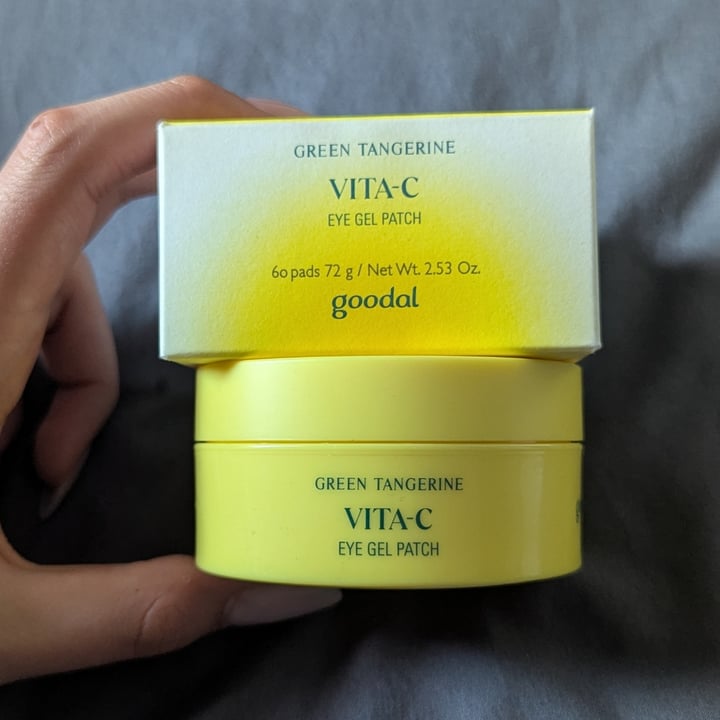 GREEN TANGERINE
VITA-C
EYE GEL PATCH
60 pads 72 g / Net Wt. 2.53 Oz.
goodal
GREEN TANGERINE
VITA-C
EYE GEL PATCH